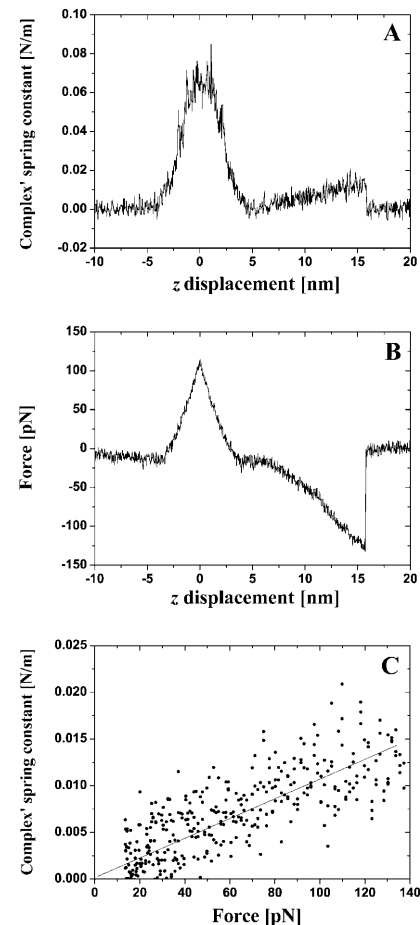 A
Complex' spring constant [N/m]
0.10
0.08
0.06
0.04
0.02
0.00
-0.02
-10 -5 0 5 10 15 20
z displacement [nm]
B
Force [pN]
150
100
50
0
-50
-100
-150
-10 -5 0 5 10 15 20
z displacement [nm]
C
Complex' spring constant [N/m]
0.025
0.020
0.015
0.010
0.005
0.000
0 20 40 60 80 100 120 140
Force [pN]